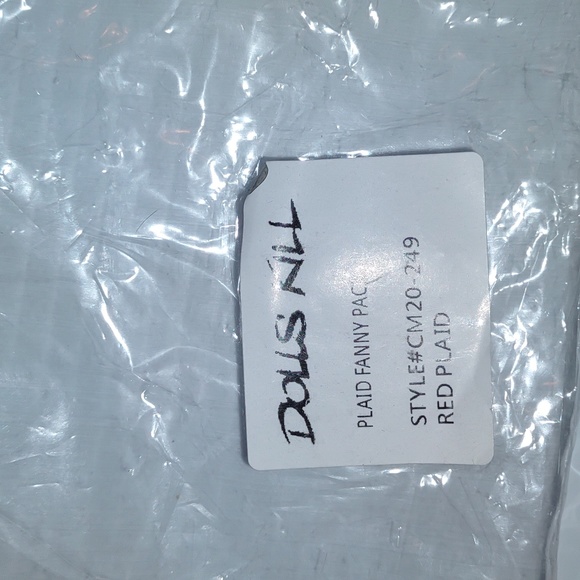 DOLLS KILL
PLAID FANNY PAC
STYLE#CM20-249
RED PLAID